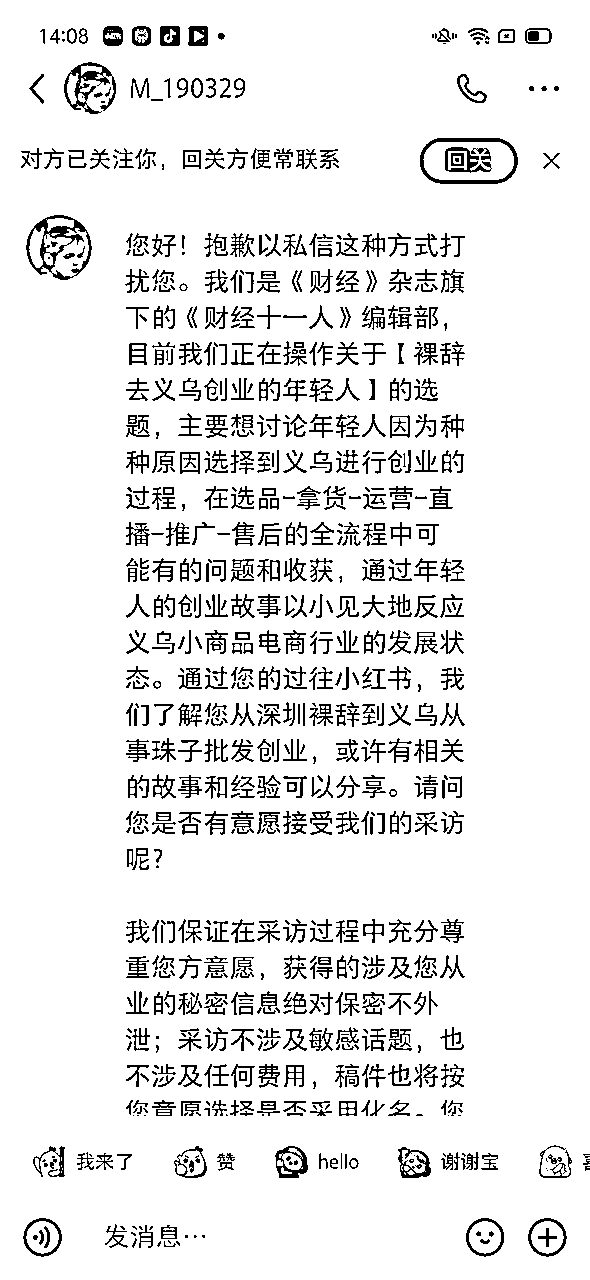 14:08
M_190329
对方已关注你，回关方便常联系
回关
您好！抱歉以私信这种方式打
扰您。我们是《财经》杂志旗
下的《财经十一人》编辑部，
目前我们正在操作关于【裸辞
去义乌创业的年轻人】的选
题，主要想讨论年轻人因为种
种原因选择到义乌进行创业的
过程，在选品-拿货-运营-直
播-推广-售后的全流程中可
能有的问题和收获，通过年轻
人的创业故事以小见大地反应
义乌小商品电商行业的发展状
态。通过您的过往小红书，我
们了解您从深圳裸辞到义乌从
事珠子批发创业，或许有相关
的故事和经验可以分享。请问
您是否有意愿接受我们的采访
呢？
我们保证在采访过程中充分尊
重您方意愿，获得的涉及您从
业的秘密信息绝对保密不外
泄；采访不涉及敏感话题，也
不涉及任何费用，稿件也将按
您意愿选择是否采用化名。您
我来了
赞
hello
谢谢宝
发消息…